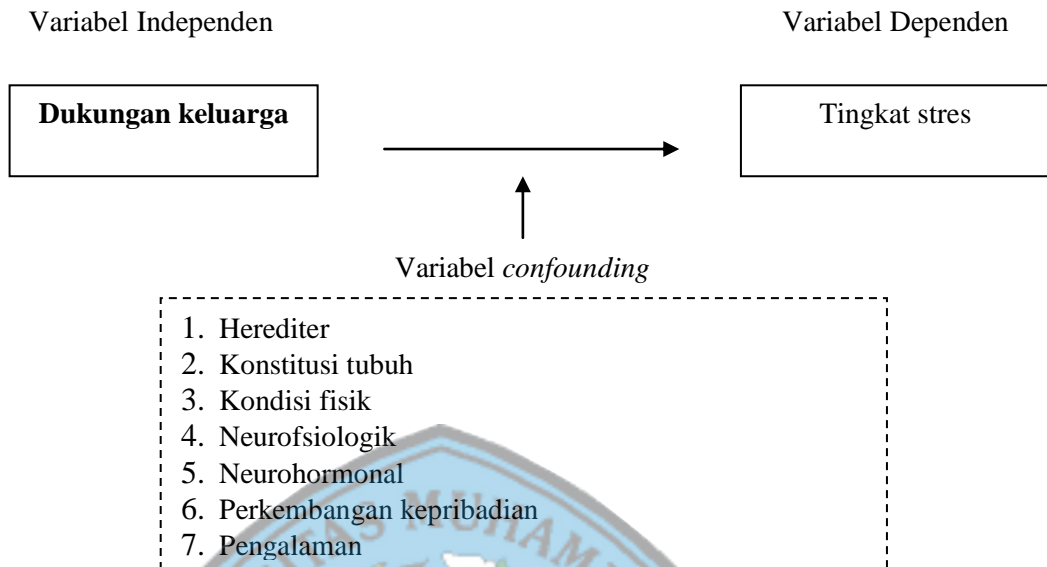 Variabel Independen Variabel Dependen
Dukungan keluarga Tingkat stres
Variabel confounding
1. Herediter
2. Konstitusi tubuh
3. Kondisi fisik
4. Neurofsiologik
5. Neurohormonal
6. Perkembangan kepribadian
7. Pengalaman